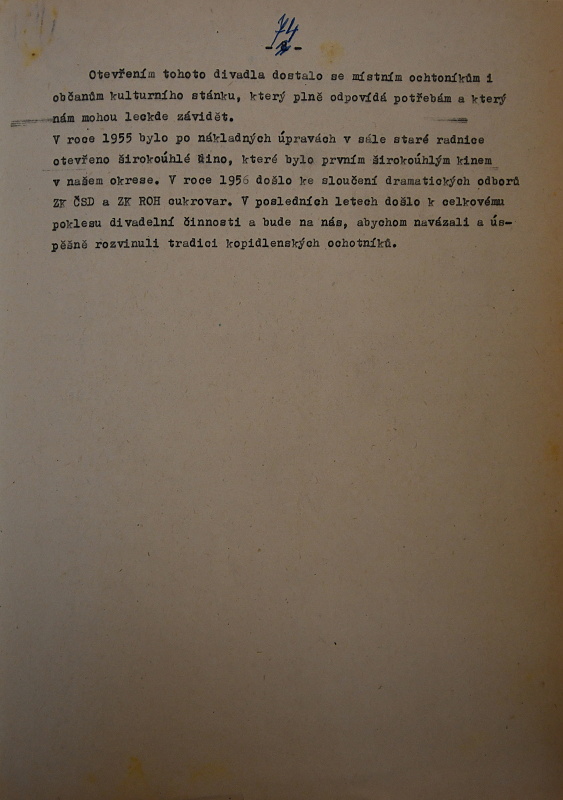 74
Otevřením tohoto divadla dostalo se místním ochtoníkům i
občanům kulturního stánku, který plně odpovídá potřebám a který
nám mohou leckde závidět.
V roce 1955 bylo po nákladných úpravách v sále staré radnice
otevřeno širokoúhlé kino, které bylo prvním širokoúhlým kinem
v našem okrese. V roce 1956 došlo ke sloučení dramatických odborů
ZK ČSD a ZK ROH cukrovar. V posledních letech došlo k celkovému
poklesu divadelní činnosti a bude na nás, abychom navázali a ús-
pěšně rozvinuli tradici kopidlenských ochotníků.